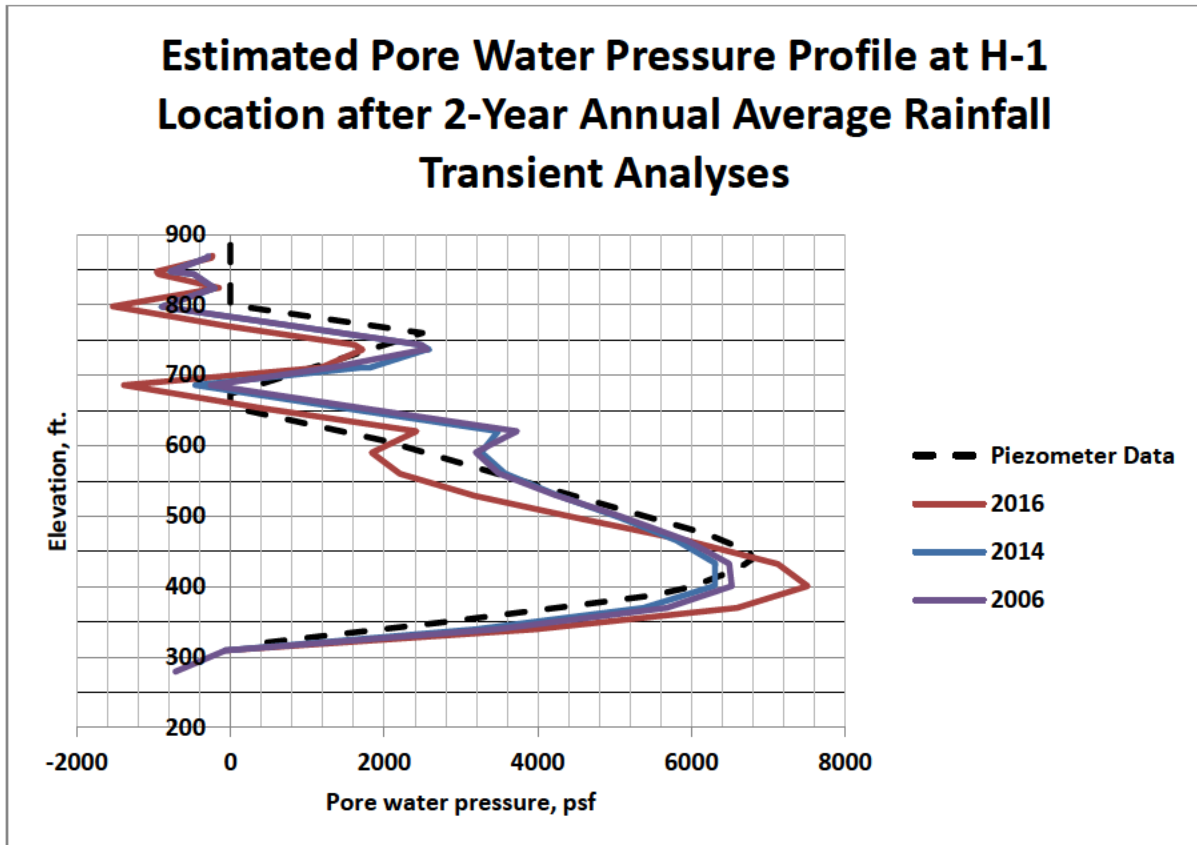 Estimated Pore Water Pressure Profile at H-1
Location after 2-Year Annual Average Rainfall
Transient Analyses
900
800
700
600
500
400
300
200
Elevation, ft.
-2000 0 2000 4000 6000 8000
Pore water pressure, psf
Piezometer Data
2016
2014
2006